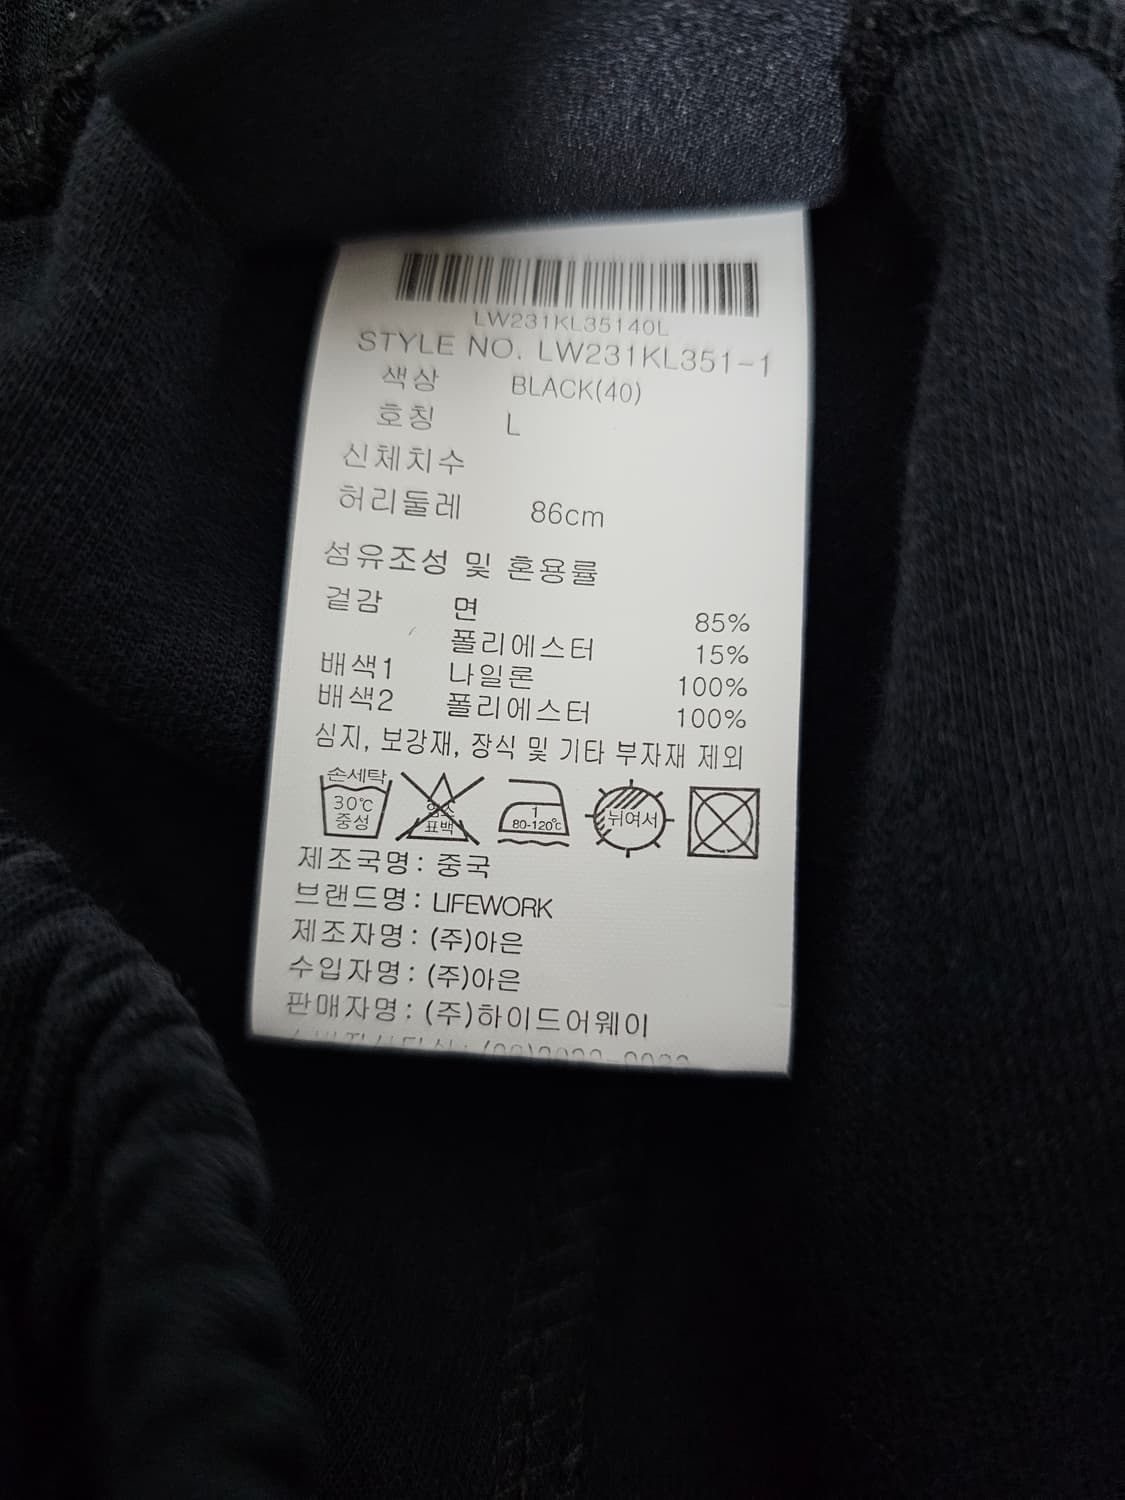 LW231KL35140L
STYLE NO. LW231KL351-1
색상 BLACK(40)
호칭 L
신체치수
허리둘레 86cm
섬유조성 및 혼용률
겉감 면 85%
폴리에스터 15%
배색1 나일론 100%
배색2 폴리에스터 100%
심지, 보강재, 장식 및 기타 부자재 제외
손세탁
30℃
중성
염소
표백
1
80-120℃
뉘여서
제조국명: 중국
브랜드명: LIFEWORK
제조자명: (주)아은
수입자명: (주)아은
판매자명: (주)하이드어웨이